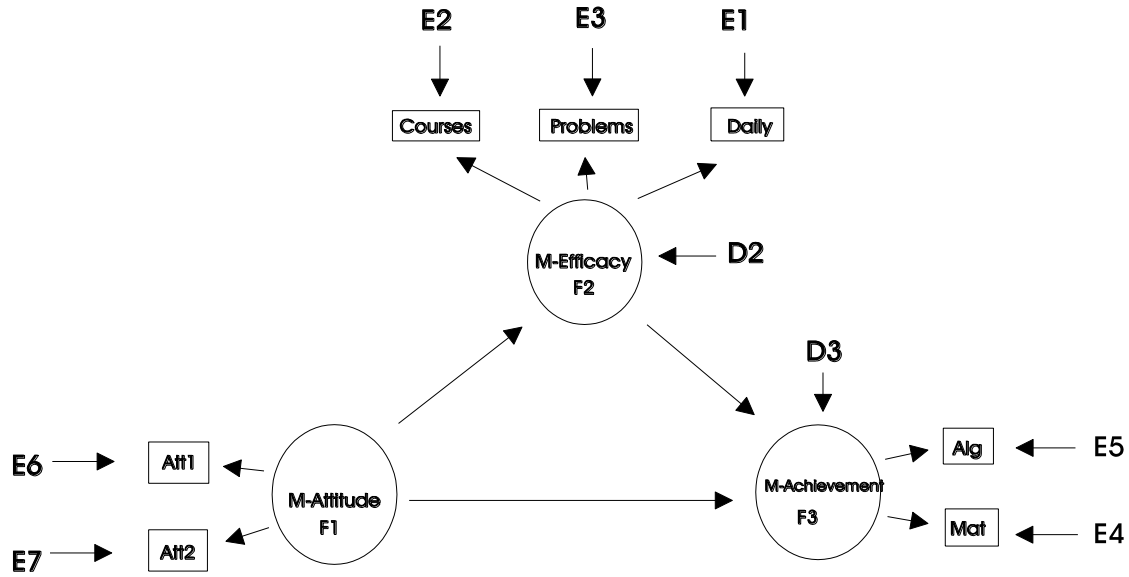 E2
E3
E1
Courses
Problems
Daily
M-Efficacy
F2
D2
D3
E6
Att1
M-Attitude
F1
M-Achievement
F3
Alg
E5
E7
Att2
Mat
E4